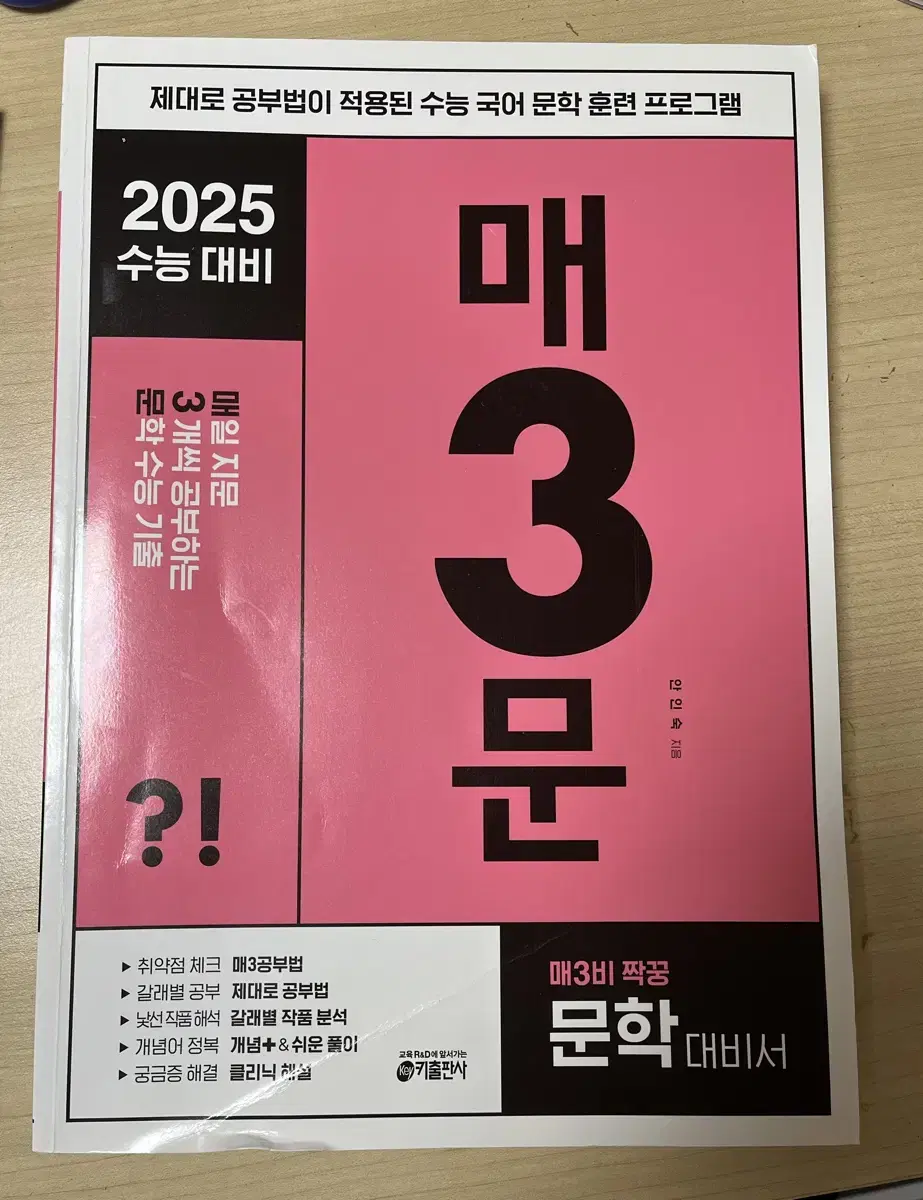 제대로 공부법이 적용된 수능 국어 문학 훈련 프로그램
2025
수능 대비
매일 지문
3개씩 공부하는
문학 수능 기출
?!
매
3
문
안인숙 지음
▶ 취약점 체크 매3공부법
▶ 갈래별 공부 제대로 공부법
▶ 낯선 작품 해석 갈래별 작품 분석
▶ 개념어 정복 개념+&쉬운 풀이
▶ 궁금증 해결 클리닉 해설
교육 R&D에 앞서가는
Key 키출판사
매3비 짝꿍
문학 대비서